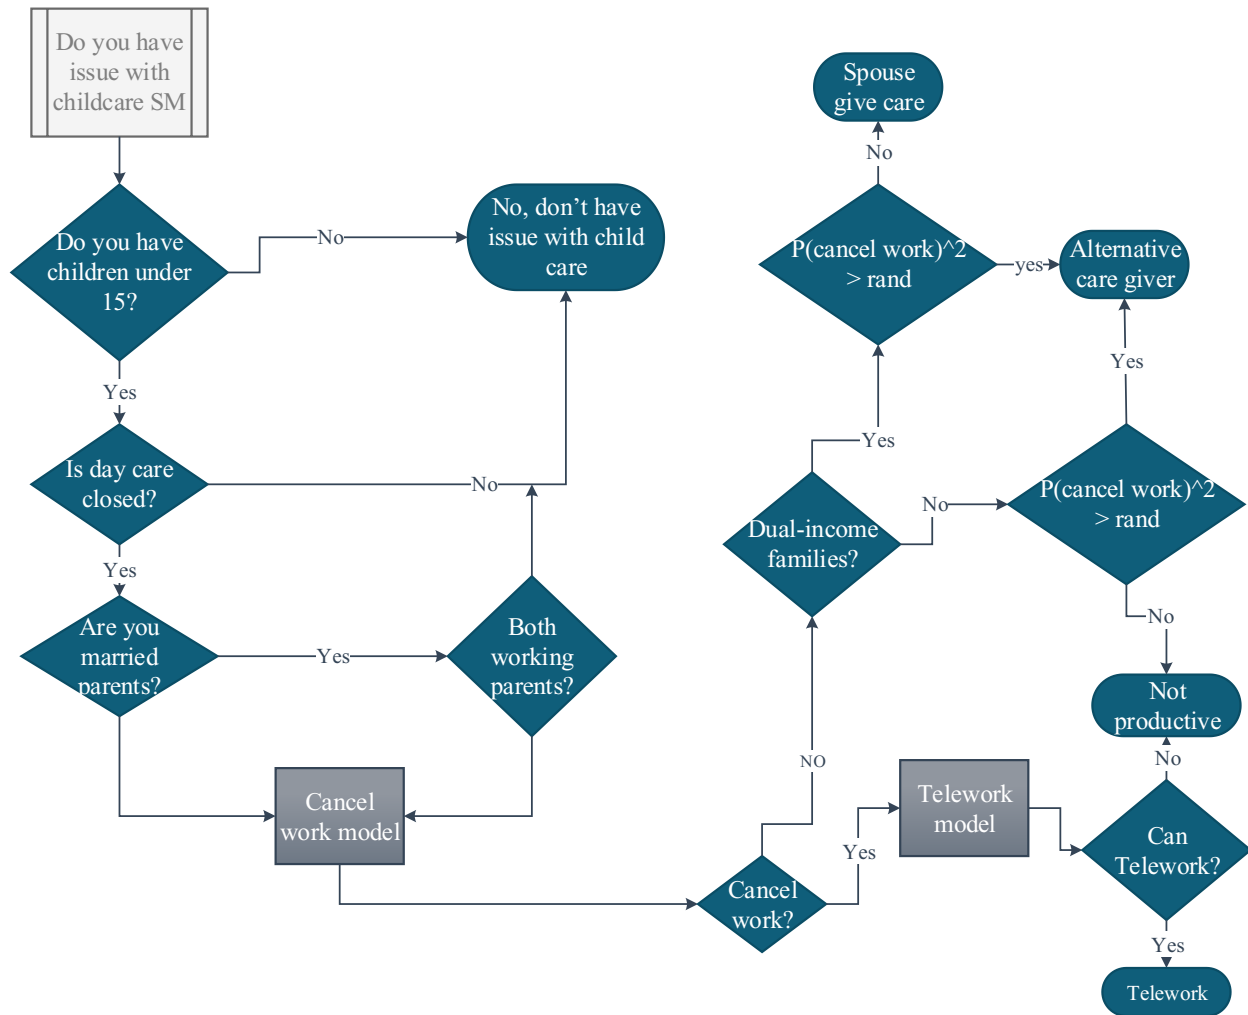 Do you have
issue with
childcare SM
Do you have
children under
15?
No
No, don't have
issue with child
care
Yes
Is day care
closed?
No
Yes
Are you
married
parents?
Yes
Both
working
parents?
Cancel
work model
Cancel
work?
NO
Yes
Telework
model
Can
Telework?
No
Yes
Telework
Not
productive
Dual-income
families?
Yes
No
P(cancel work)^2
> rand
No
Spouse
give care
yes
Alternative
care giver
Yes
P(cancel work)^2
> rand
No